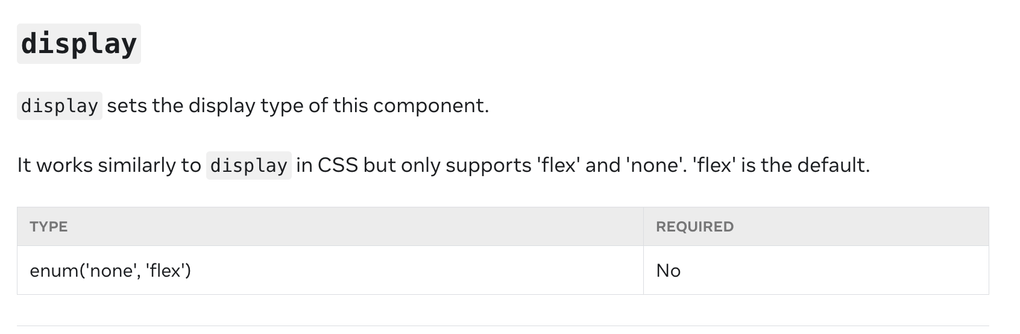 display
display sets the display type of this component.
It works similarly to display in CSS but only supports 'flex' and 'none'. 'flex' is the default.
TYPE REQUIRED
enum('none', 'flex') No